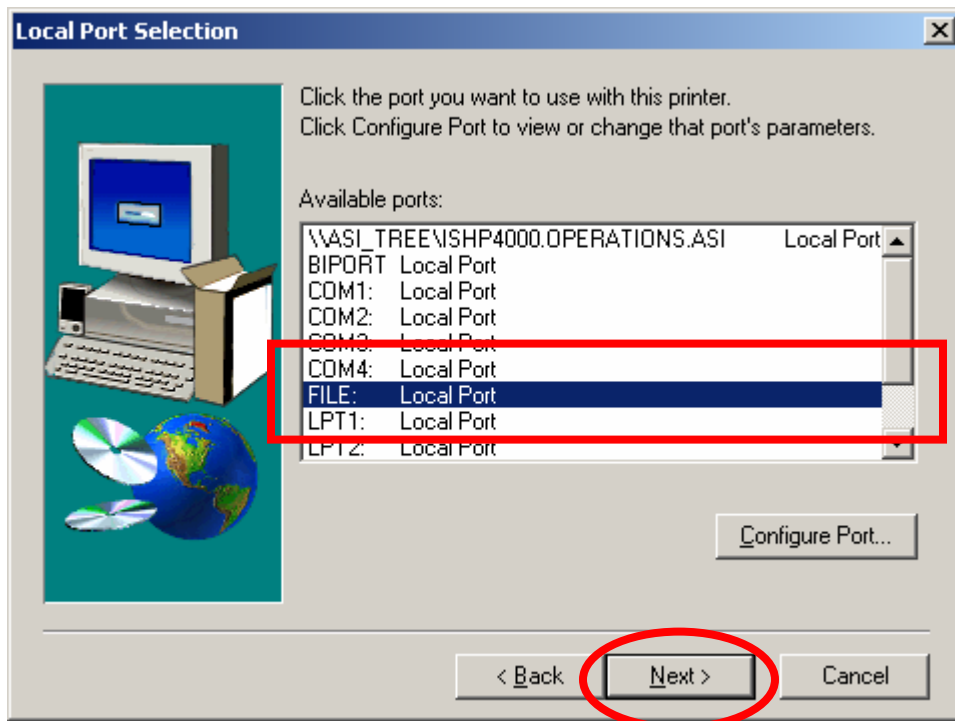 Local Port Selection
Click the port you want to use with this printer.
Click Configure Port to view or change that port's parameters.
Available ports:
\\ASI_TREE\ISHP4000.OPERATIONS.ASI Local Port
BIPORT Local Port
COM1: Local Port
COM2: Local Port
COM3: Local Port
COM4: Local Port
FILE: Local Port
LPT1: Local Port
LPT2: Local Port
Configure Port...
< Back Next > Cancel